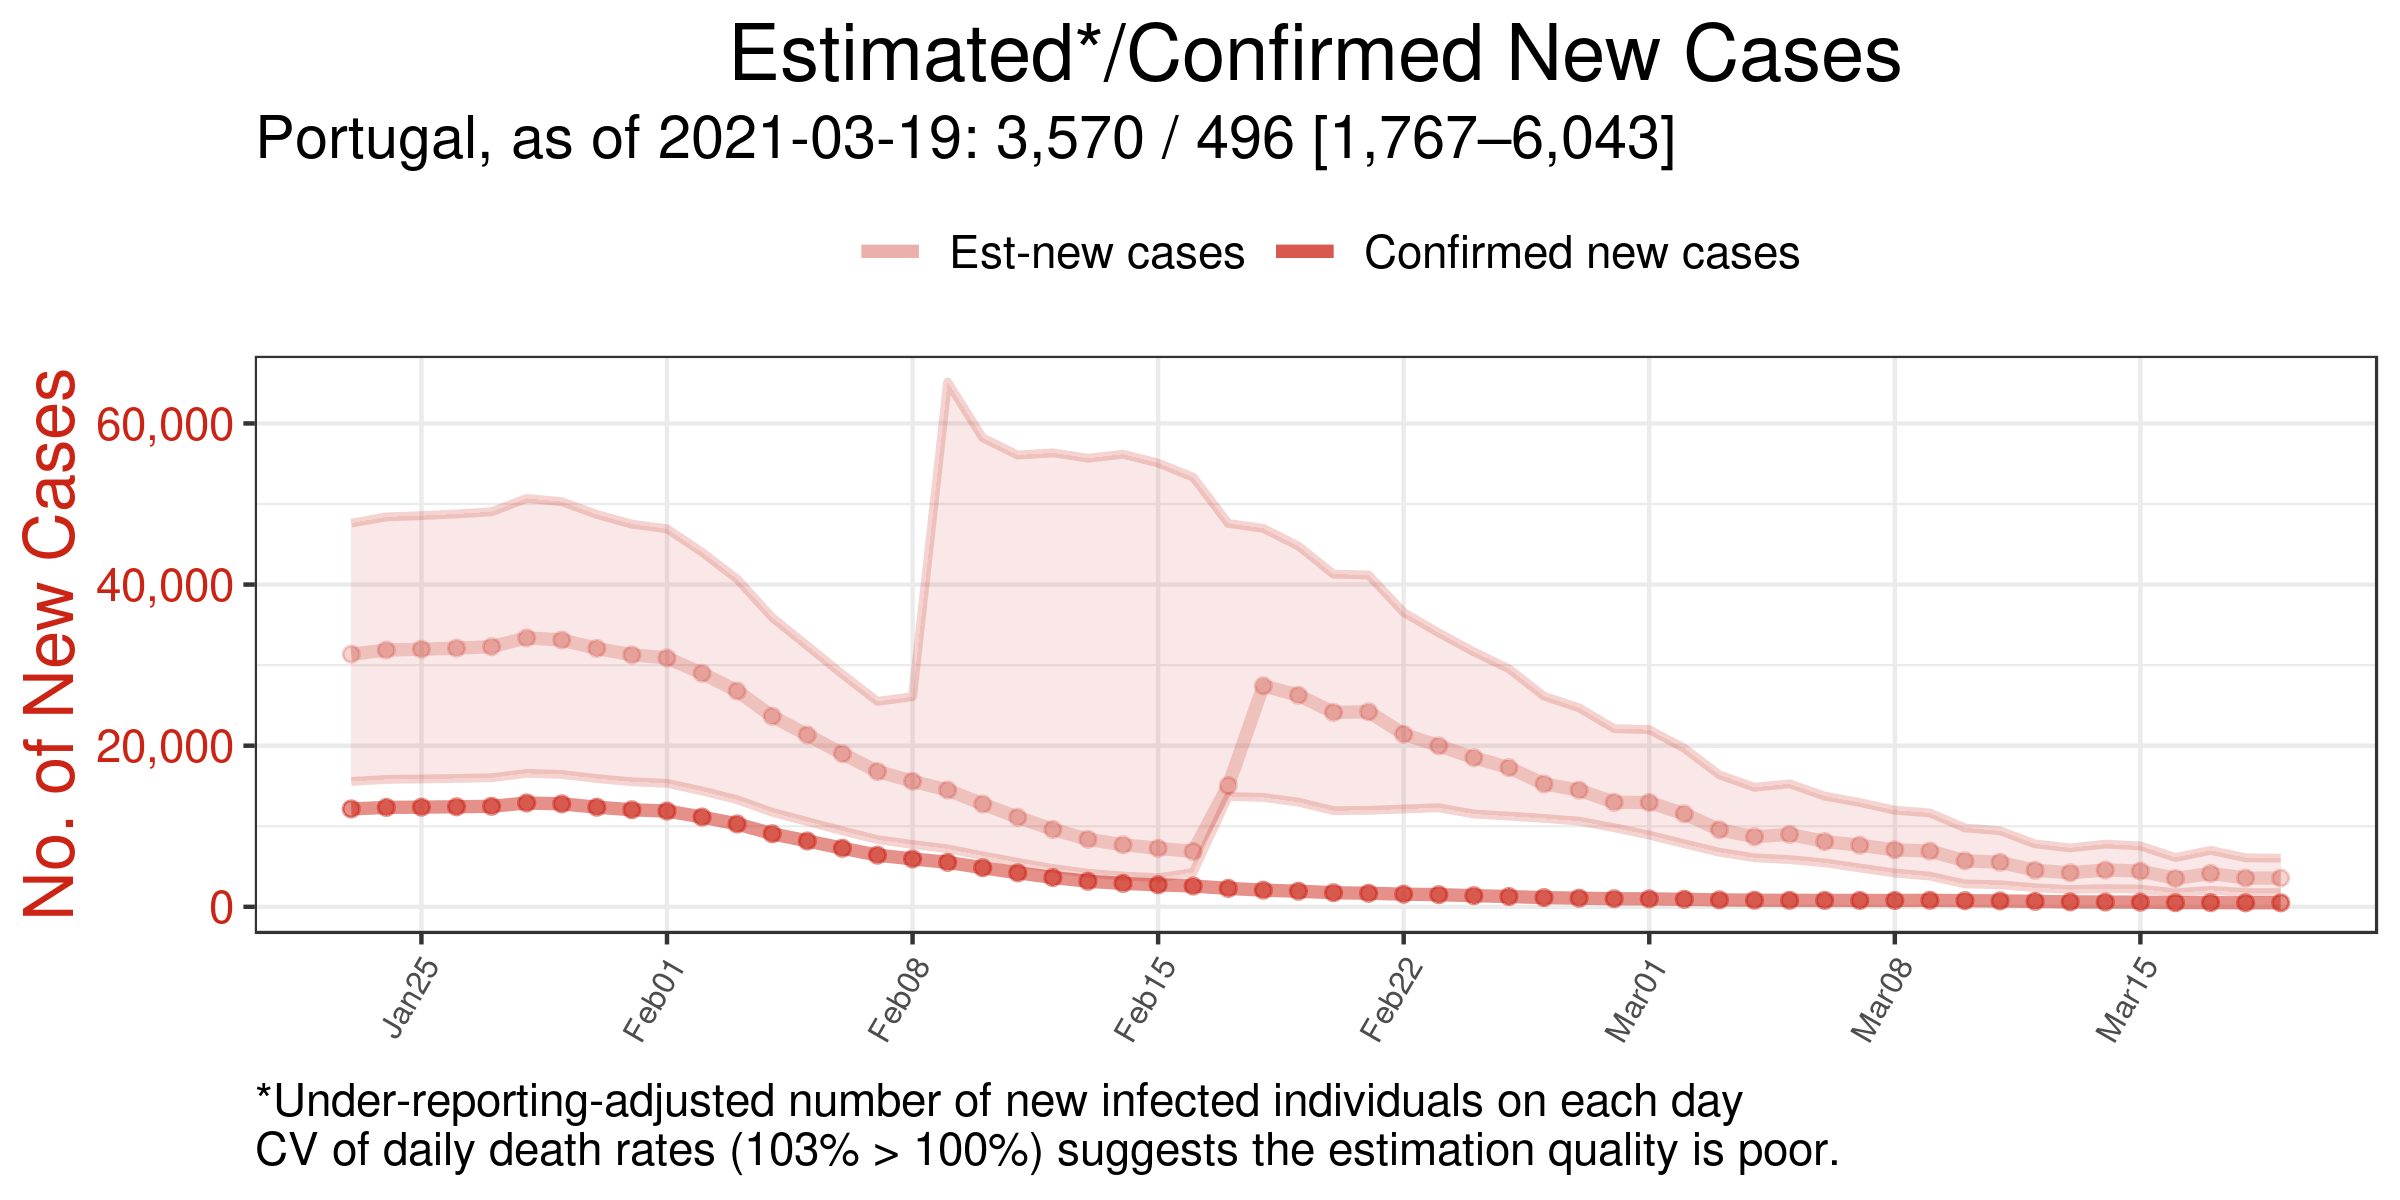 Estimated*/Confirmed New Cases
Portugal, as of 2021-03-19: 3,570 / 496 [1,767–6,043]
Est-new cases
Confirmed new cases
No. of New Cases
60,000
40,000
20,000
0
Jan25
Feb01
Feb08
Feb15
Feb22
Mar01
Mar08
Mar15
*Under-reporting-adjusted number of new infected individuals on each day
CV of daily death rates (103% > 100%) suggests the estimation quality is poor.